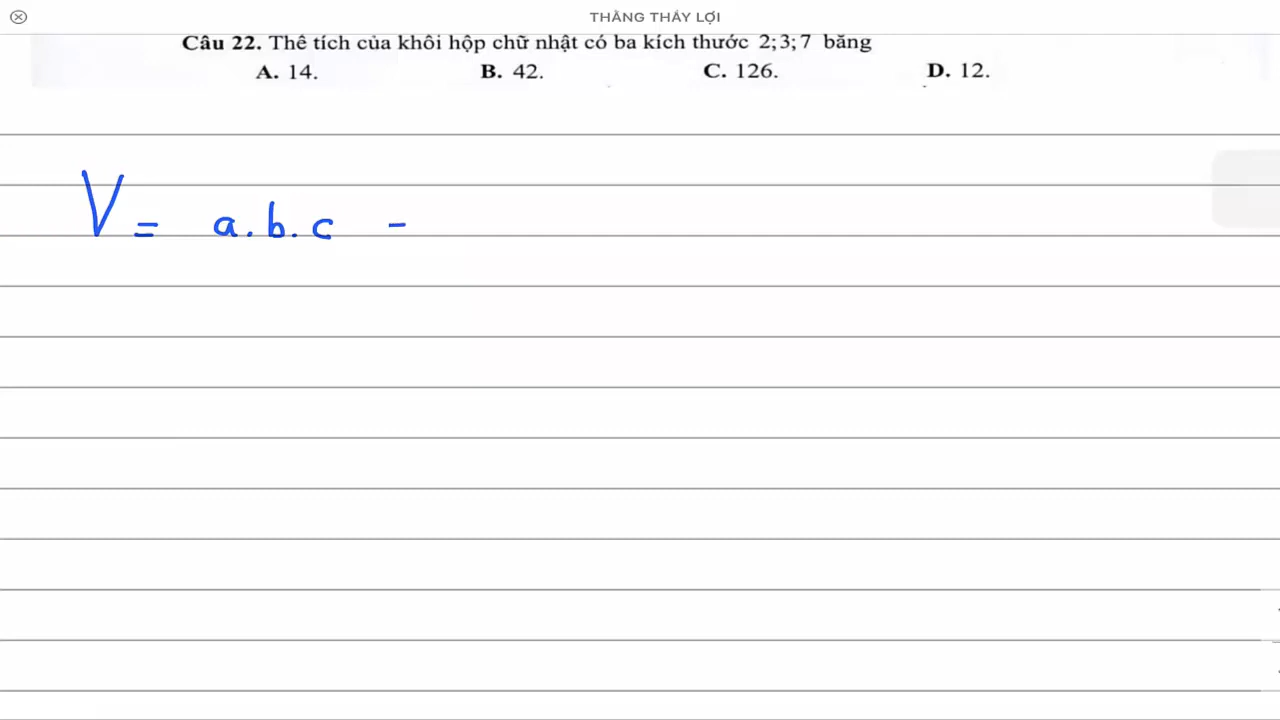 THẦNG THẦY LỢI
Câu 22. Thể tích của khối hộp chữ nhật có ba kích thước 2; 3; 7 bằng
A. 14. B. 42. C. 126. D. 12.
V = a.b.c -